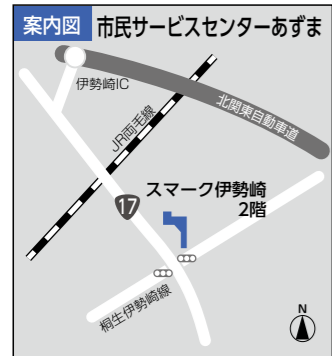 案内図 市民サービスセンターあずま
伊勢崎IC
JR両毛線
北関東自動車道
スマーク伊勢崎
2階
17
桐生伊勢崎線
N